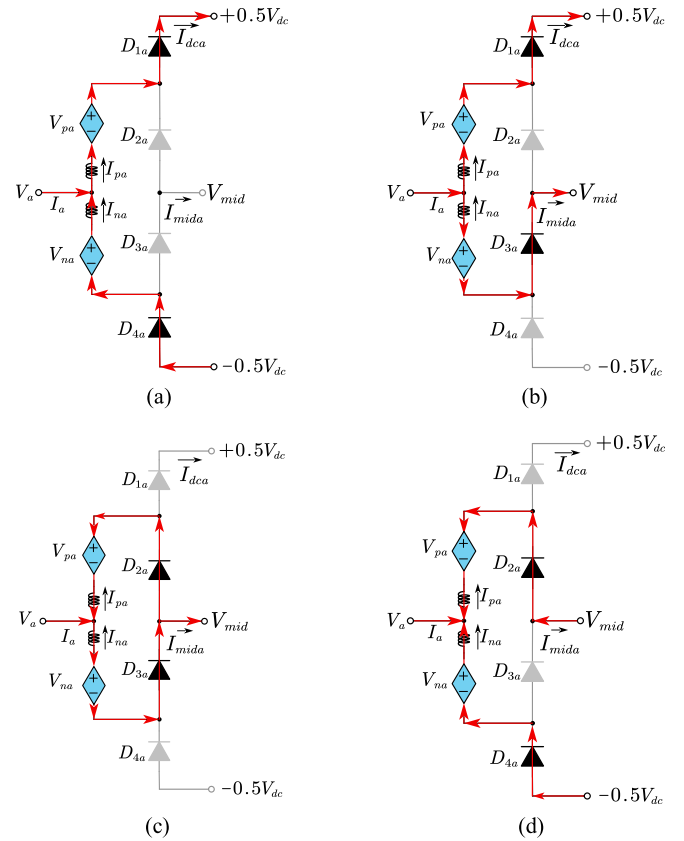 +0.5V_dc
D_1a I_dca
V_pa D_2a
I_pa
V_a V_mid
I_a I_na I_mida
V_na D_3a
D_4a
−0.5V_dc
(a)
+0.5V_dc
D_1a I_dca
V_pa D_2a
I_pa
V_a V_mid
I_a I_na I_mida
V_na D_3a
D_4a
−0.5V_dc
(b)
+0.5V_dc
D_1a I_dca
V_pa D_2a
I_pa
V_a V_mid
I_a I_na I_mida
V_na D_3a
D_4a
−0.5V_dc
(c)
+0.5V_dc
D_1a I_dca
V_pa D_2a
I_pa
V_a V_mid
I_a I_na I_mida
V_na D_3a
D_4a
−0.5V_dc
(d)